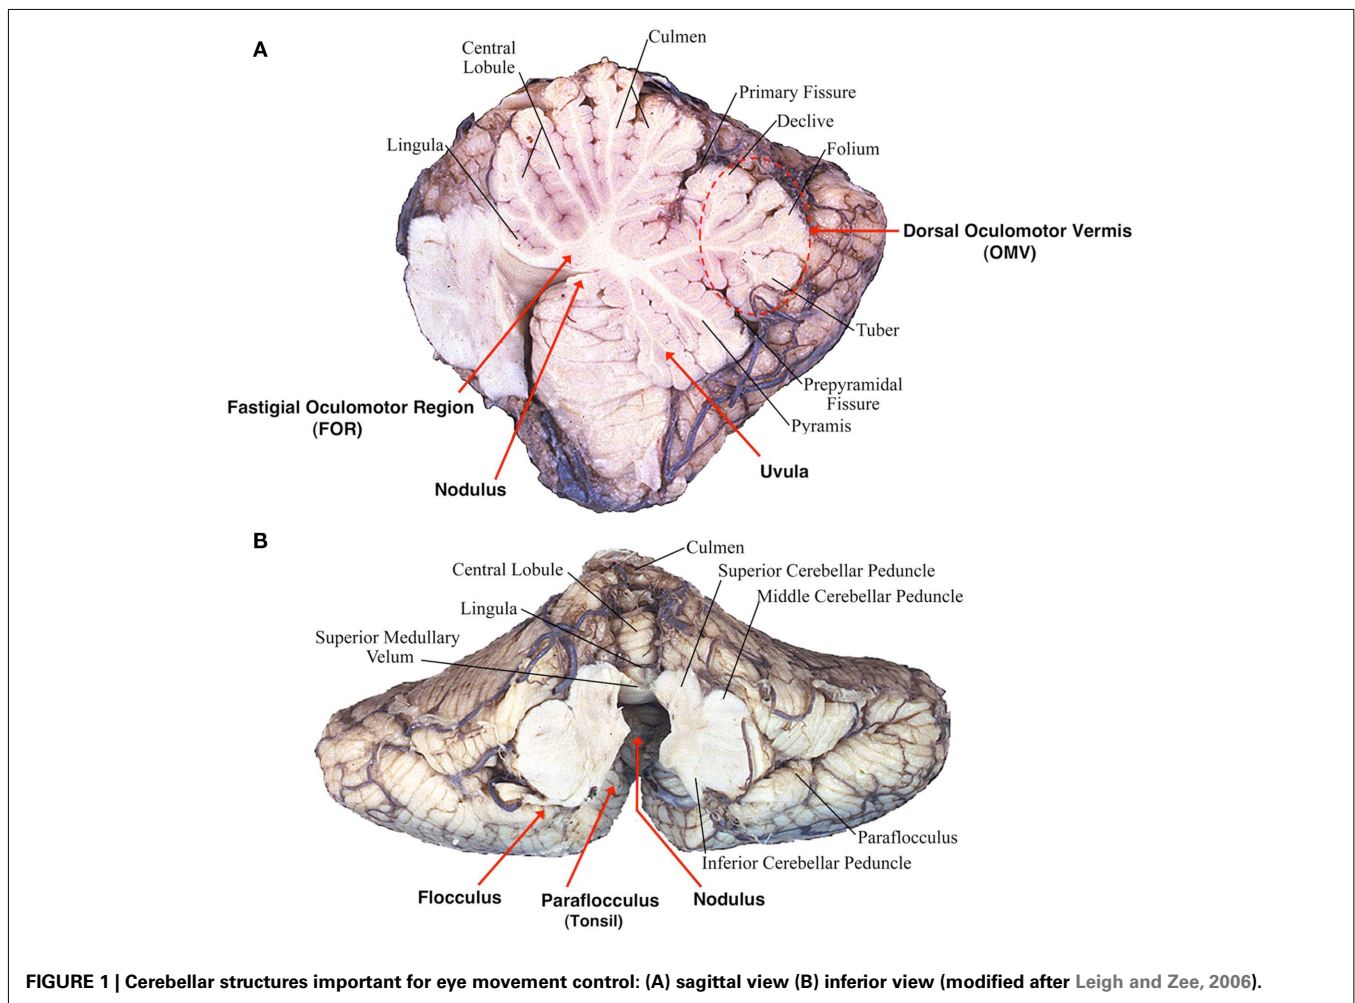 A
Culmen
Central
Lobule
Primary Fissure
Declive
Lingula
Folium
Dorsal Oculomotor Vermis
(OMV)
Tuber
Prepyramidal
Fissure
Fastigial Oculomotor Region
(FOR)
Pyramis
Uvula
Nodulus
B
Culmen
Central Lobule
Superior Cerebellar Peduncle
Middle Cerebellar Peduncle
Lingula
Superior Medullary
Velum
Paraflocculus
Inferior Cerebellar Peduncle
Flocculus
Paraflocculus
(Tonsil)
Nodulus
FIGURE 1 | Cerebellar structures important for eye movement control: (A) sagittal view (B) inferior view (modified after Leigh and Zee, 2006).